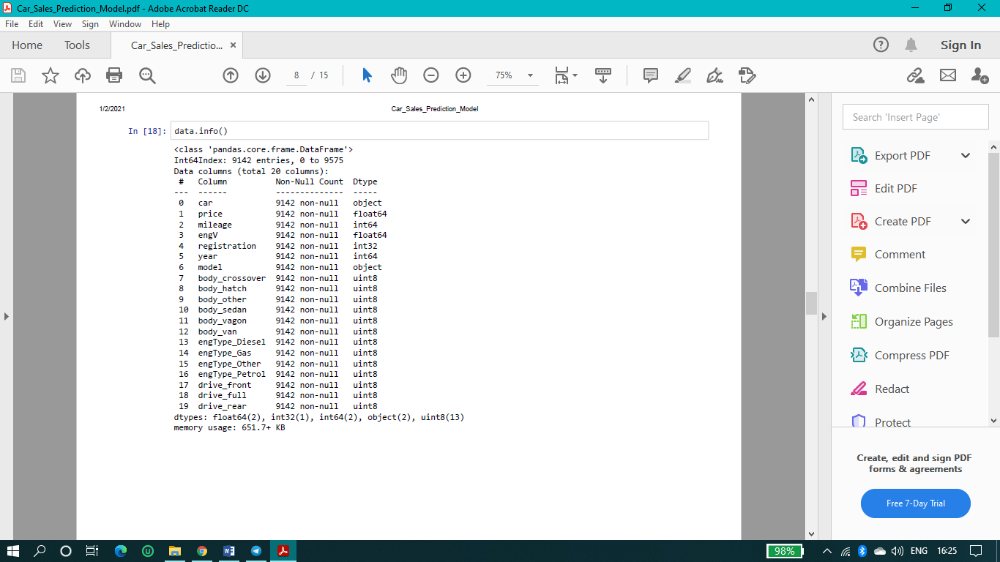 Car_Sales_Prediction_Model.pdf - Adobe Acrobat Reader DC
File Edit View Sign Window Help
Home Tools Car_Sales_Predictio... × Sign In
8 / 15 75%
1/2/2021 Car_Sales_Prediction_Model
In [18]: data.info()
<class 'pandas.core.frame.DataFrame'>
Int64Index: 9142 entries, 0 to 9575
Data columns (total 20 columns):
# Column Non-Null Count Dtype
--- ------ -------------- -----
0 car 9142 non-null object
1 price 9142 non-null float64
2 mileage 9142 non-null int64
3 engV 9142 non-null float64
4 registration 9142 non-null int32
5 year 9142 non-null int64
6 model 9142 non-null object
7 body_crossover 9142 non-null uint8
8 body_hatch 9142 non-null uint8
9 body_other 9142 non-null uint8
10 body_sedan 9142 non-null uint8
11 body_vagon 9142 non-null uint8
12 body_van 9142 non-null uint8
13 engType_Diesel 9142 non-null uint8
14 engType_Gas 9142 non-null uint8
15 engType_Other 9142 non-null uint8
16 engType_Petrol 9142 non-null uint8
17 drive_front 9142 non-null uint8
18 drive_full 9142 non-null uint8
19 drive_rear 9142 non-null uint8
dtypes: float64(2), int32(1), int64(2), object(2), uint8(13)
memory usage: 651.7+ KB
Search 'Insert Page'
Export PDF
Edit PDF
Create PDF
Comment
Combine Files
Organize Pages
Compress PDF
Redact
Protect
Create, edit and sign PDF
forms & agreements
Free 7-Day Trial
98% ENG 16:25